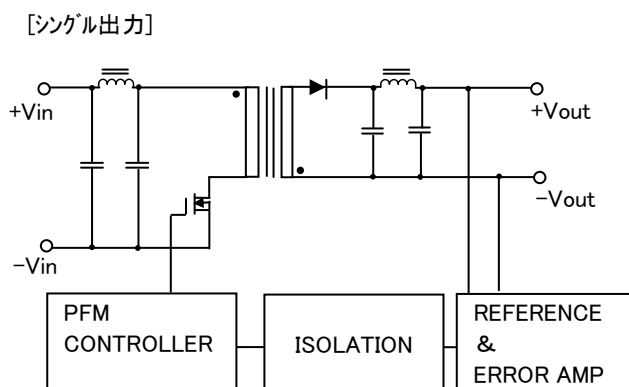 [シングル出力]
+Vin
+Vout
−Vout
−Vin
PFM
CONTROLLER
ISOLATION
REFERENCE
&
ERROR AMP